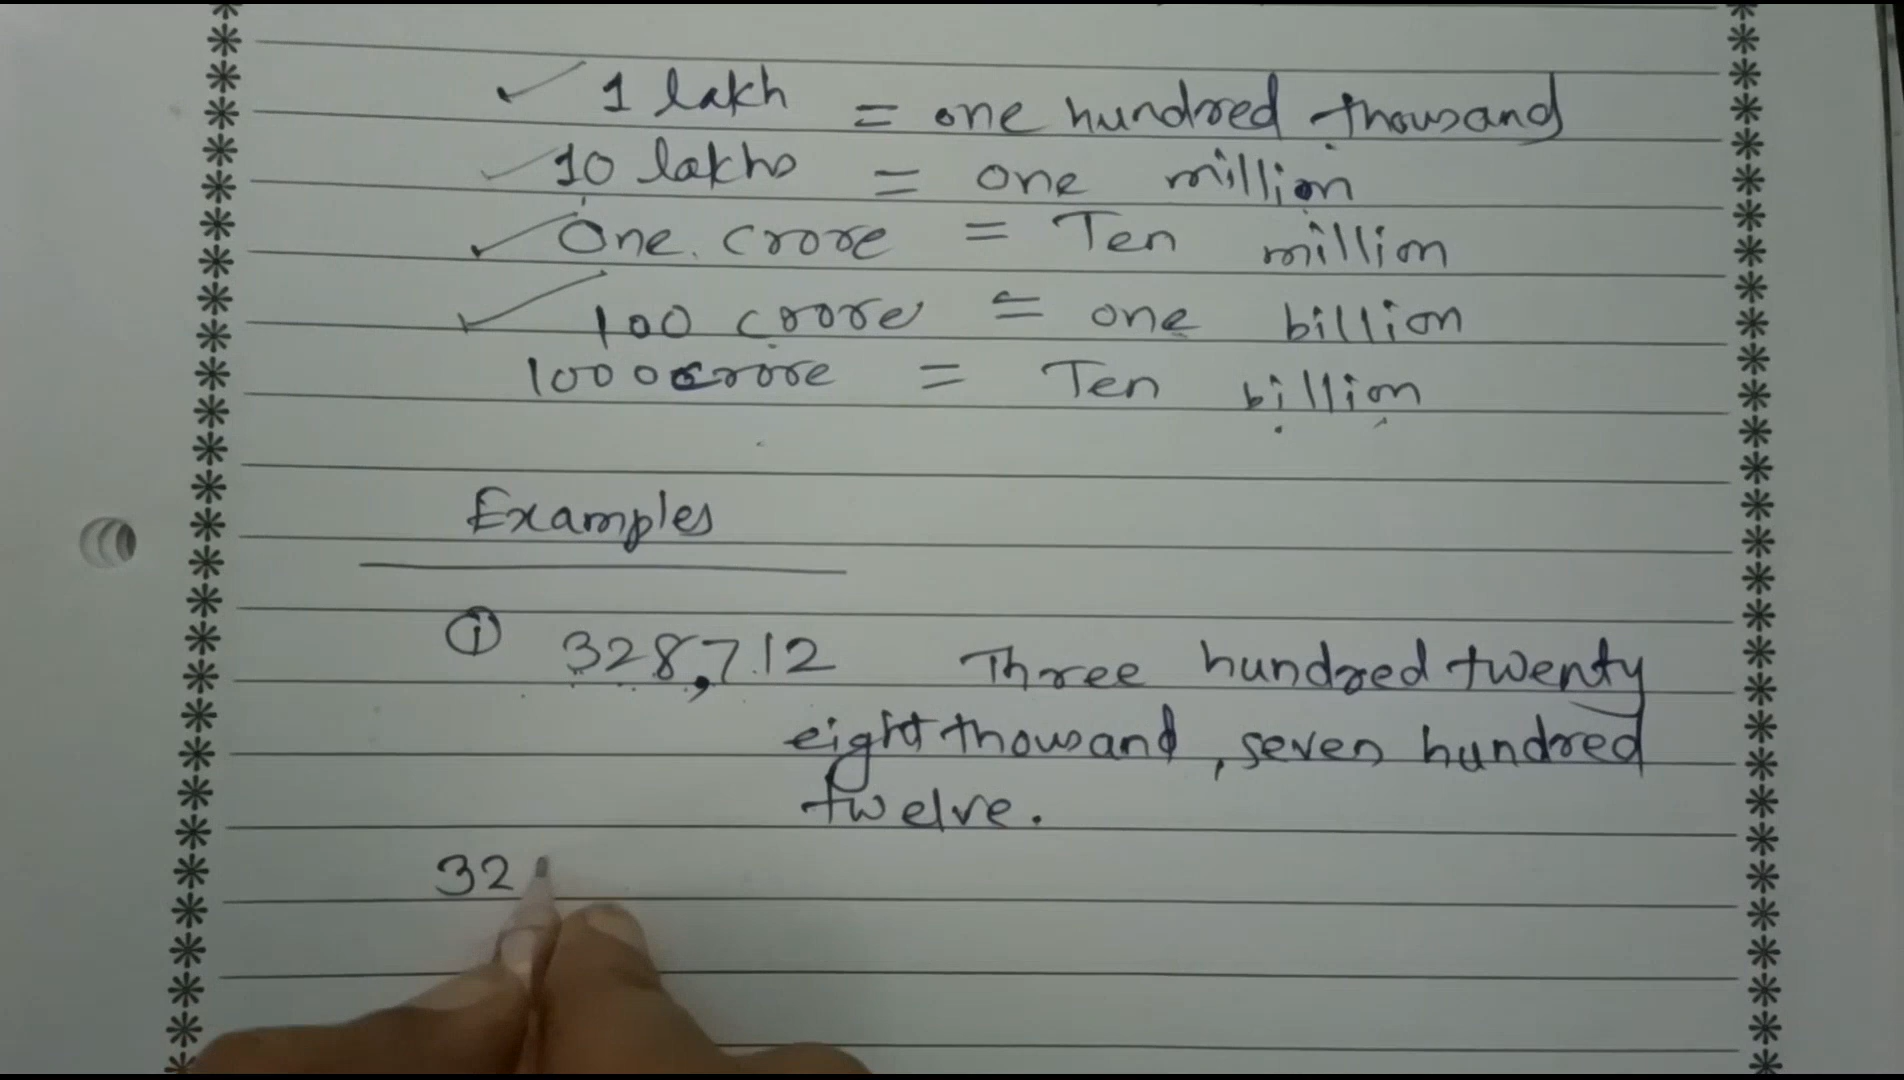 1 lakh = one hundred thousand
10 lakhs = one million
One crore = Ten million
100 crore = one billion
1000 crore = Ten billion
Examples
① 328,712 Three hundred twenty
eight thousand, seven hundred
twelve.
32